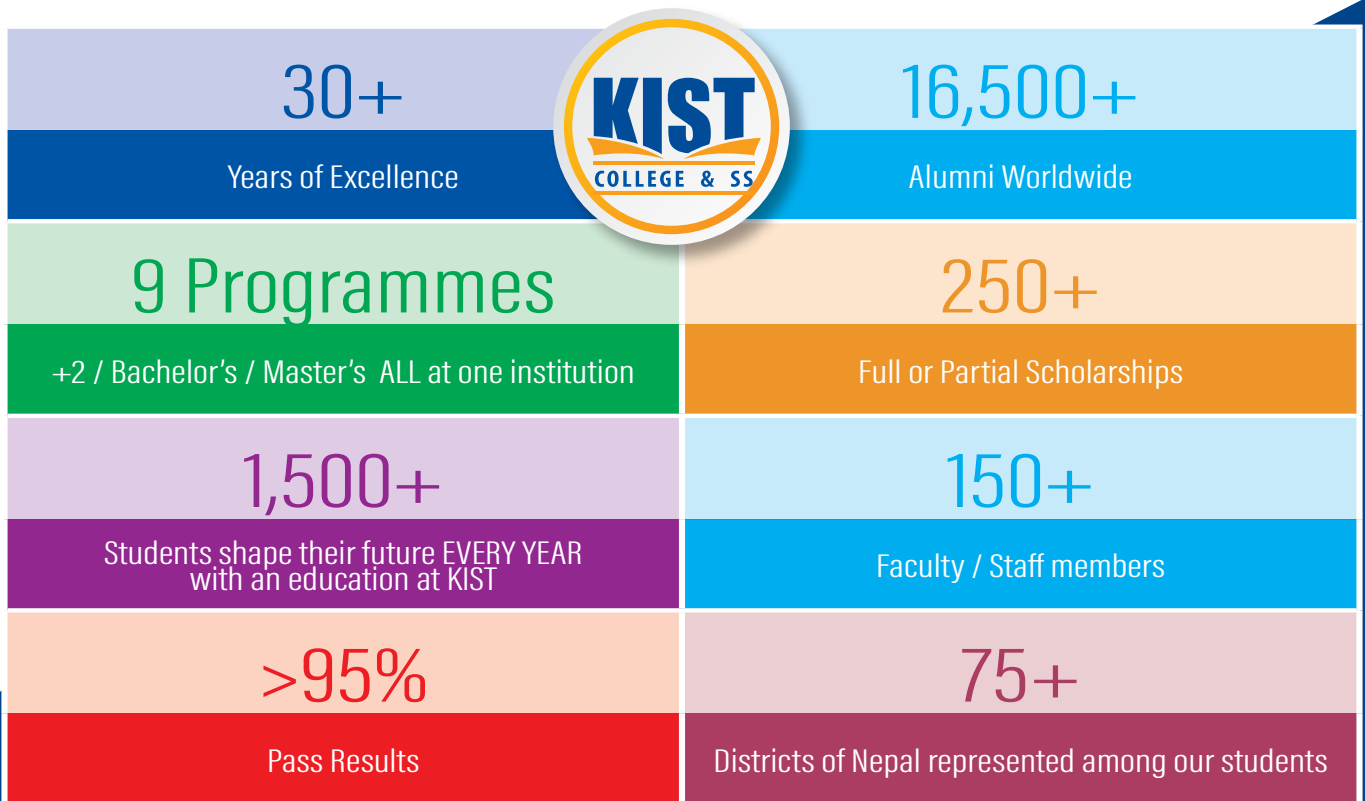 30+
Years of Excellence
KIST
COLLEGE & SS
16,500+
Alumni Worldwide
9 Programmes
+2 / Bachelor's / Master's ALL at one institution
250+
Full or Partial Scholarships
1,500+
Students shape their future EVERY YEAR
with an education at KIST
150+
Faculty / Staff members
>95%
Pass Results
75+
Districts of Nepal represented among our students